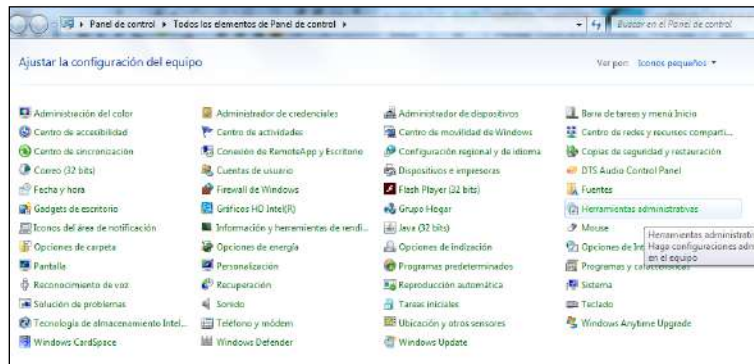 Panel de control ▸ Todos los elementos de Panel de control ▸
Buscar en el Panel de control
Ajustar la configuración del equipo
Ver por: Iconos pequeños
Administración del color
Administrador de credenciales
Administrador de dispositivos
Barra de tareas y menú Inicio
Centro de accesibilidad
Centro de actividades
Centro de movilidad de Windows
Centro de redes y recursos comparti...
Centro de sincronización
Conexión de RemoteApp y Escritorio
Configuración regional y de idioma
Copias de seguridad y restauración
Correo (32 bits)
Cuentas de usuario
Dispositivos e impresoras
DTS Audio Control Panel
Fecha y hora
Firewall de Windows
Flash Player (32 bits)
Fuentes
Gadgets de escritorio
Gráficos HD Intel(R)
Grupo Hogar
Herramientas administrativas
Iconos del área de notificación
Información y herramientas de rendi...
Java (32 bits)
Mouse
Herramientas administrati
Opciones de carpeta
Opciones de energía
Opciones de indización
Opciones de Int
Haga configuraciones adm
en el equipo
Pantalla
Personalización
Programas predeterminados
Programas y características
Reconocimiento de voz
Recuperación
Reproducción automática
Sistema
Solución de problemas
Sonido
Tareas iniciales
Teclado
Tecnología de almacenamiento Intel...
Teléfono y módem
Ubicación y otros sensores
Windows Anytime Upgrade
Windows CardSpace
Windows Defender
Windows Update